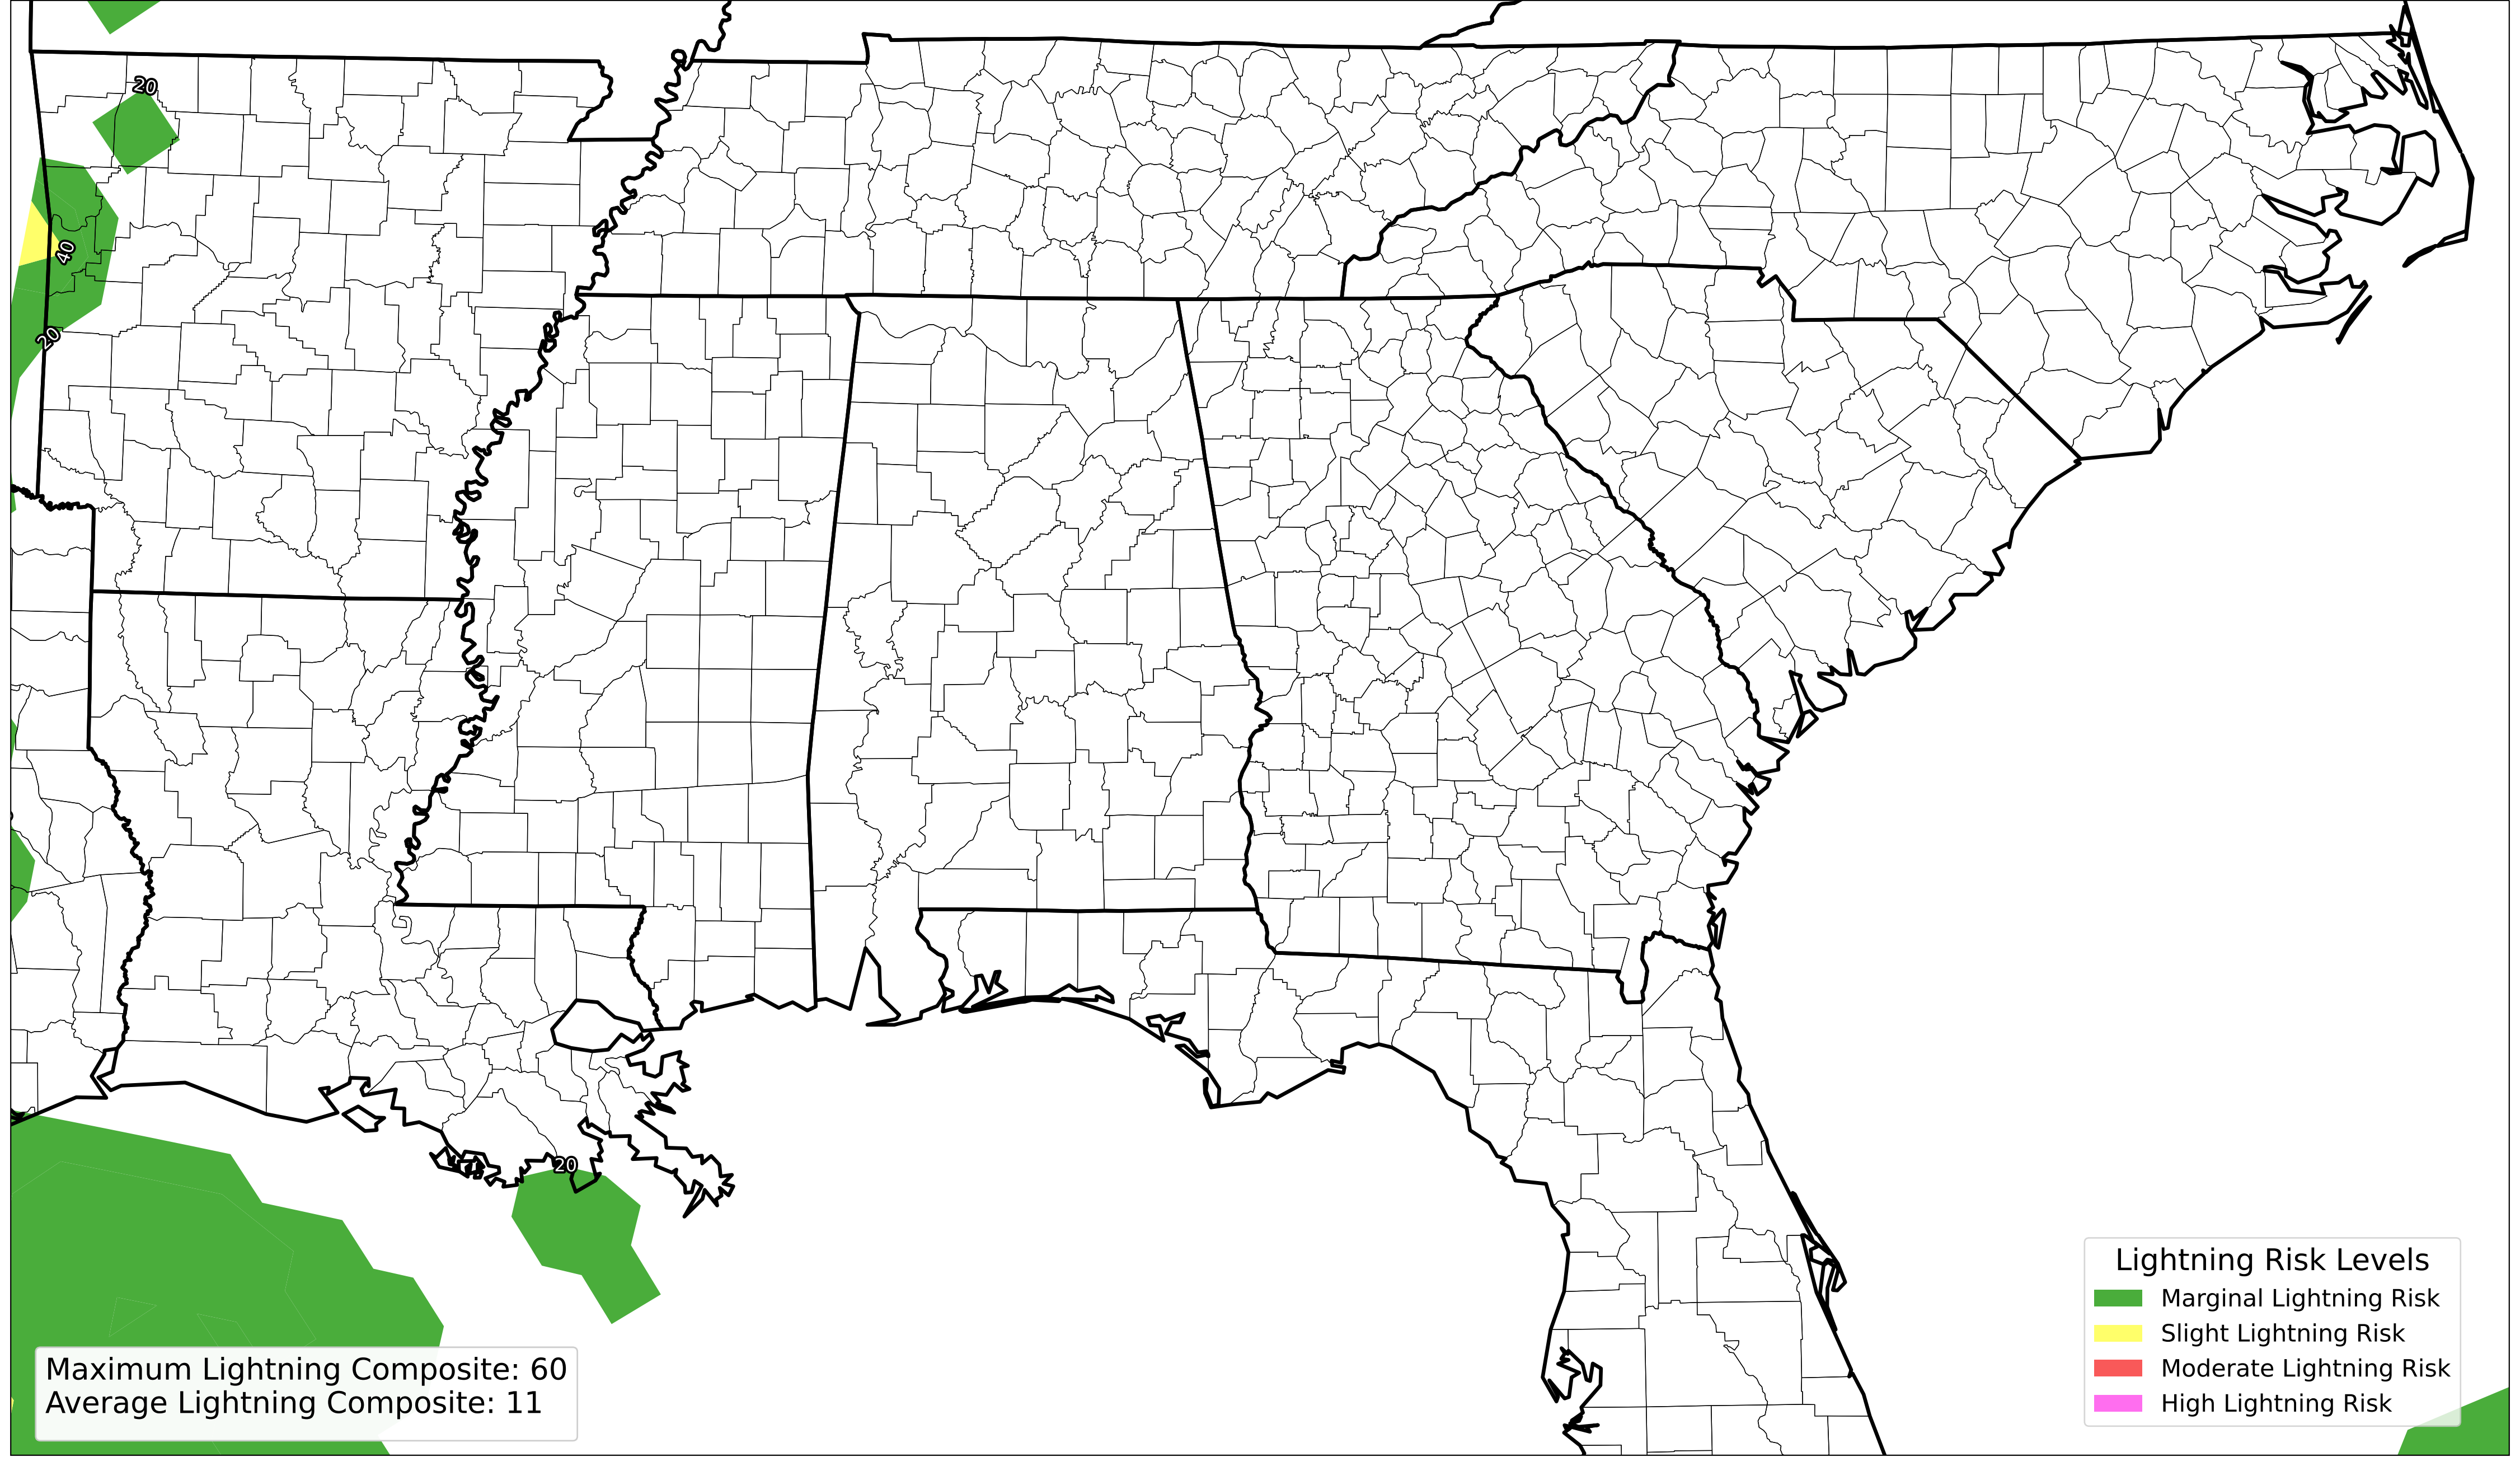 20
40
20
20
Lightning Risk Levels
Marginal Lightning Risk
Slight Lightning Risk
Moderate Lightning Risk
High Lightning Risk
Maximum Lightning Composite: 60
Average Lightning Composite: 11